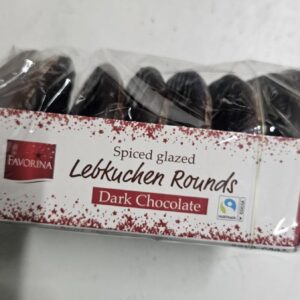 FAVORINA
Spiced glazed
Lebkuchen Rounds
Dark Chocolate